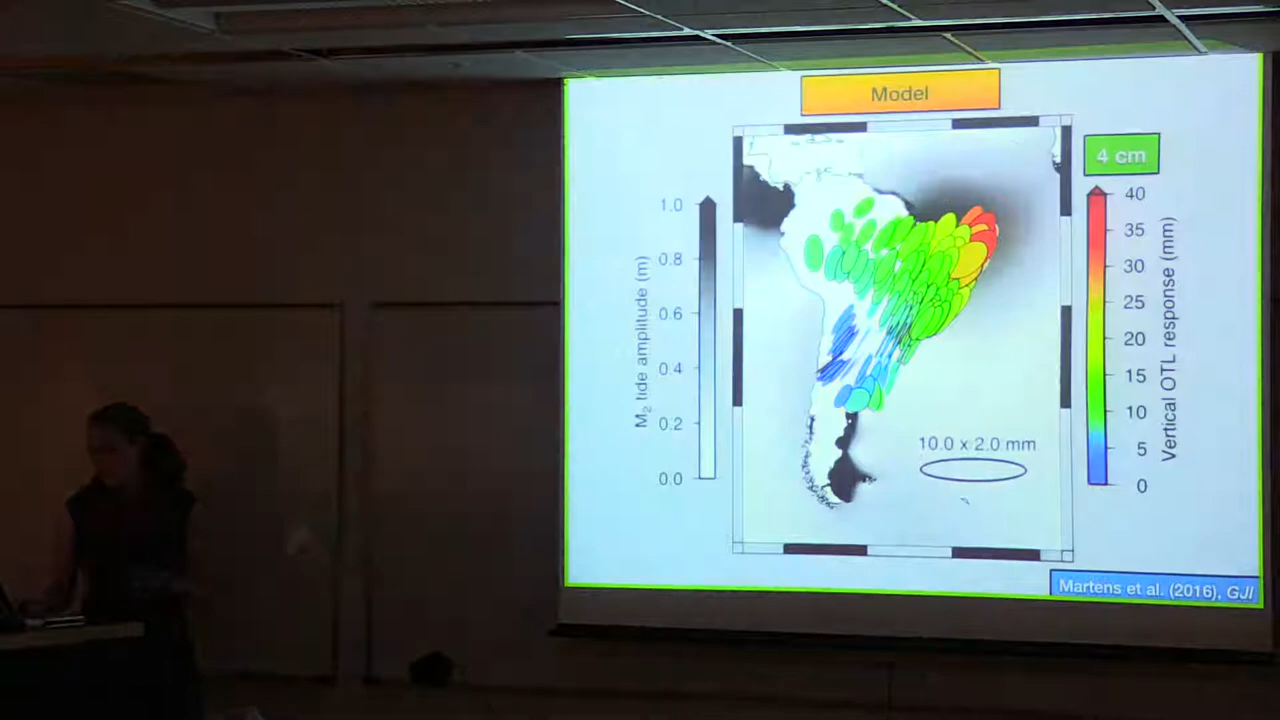 Model
4 cm
1.0
0.8
0.6
0.4
0.2
0.0
M₂ tide amplitude (m)
40
35
30
25
20
15
10
5
0
Vertical OTL response (mm)
10.0 x 2.0 mm
Martens et al. (2016), GJI